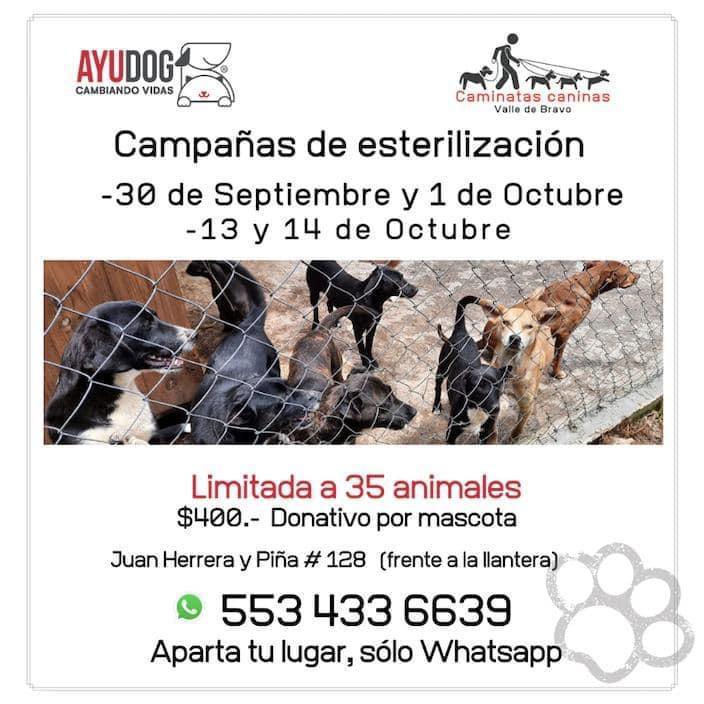 AYUDOG
CAMBIANDO VIDAS
Caminatas caninas
Valle de Bravo
Campañas de esterilización
-30 de Septiembre y 1 de Octubre
-13 y 14 de Octubre
Limitada a 35 animales
$400.- Donativo por mascota
Juan Herrera y Piña # 128 (frente a la llantera)
553 433 6639
Aparta tu lugar, sólo Whatsapp